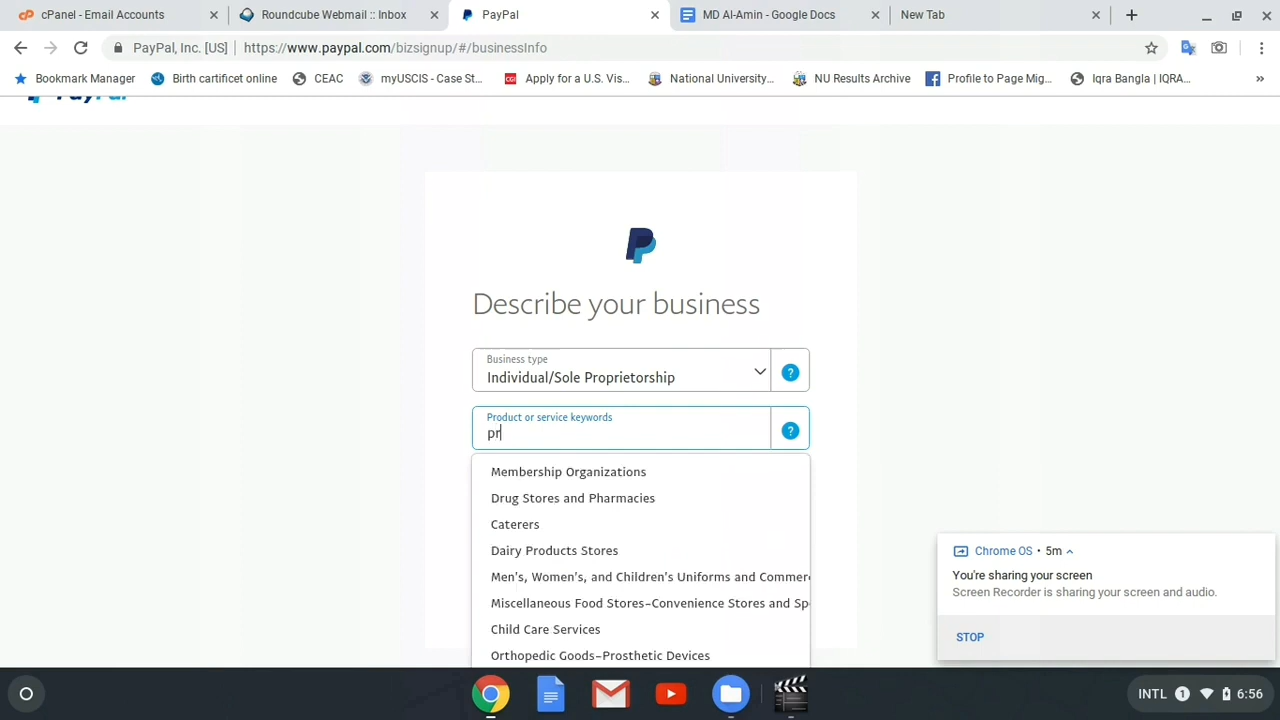 cPanel - Email Accounts
Roundcube Webmail :: Inbox
PayPal
MD Al-Amin - Google Docs
New Tab
PayPal, Inc. [US]
https://www.paypal.com/bizsignup/#/businessInfo
Bookmark Manager
Birth certificet online
CEAC
myUSCIS - Case St...
CGI
Apply for a U.S. Vis...
National University...
NU Results Archive
Profile to Page Mig...
Iqra Bangla | IQRA...
»
PayPal
Describe your business
Business type
Individual/Sole Proprietorship
?
Product or service keywords
pr
?
Membership Organizations
Drug Stores and Pharmacies
Caterers
Dairy Products Stores
Men's, Women's, and Children's Uniforms and Commer
Miscellaneous Food Stores–Convenience Stores and Sp
Child Care Services
Orthopedic Goods–Prosthetic Devices
Chrome OS • 5m
You're sharing your screen
Screen Recorder is sharing your screen and audio.
STOP
INTL 1 6:56